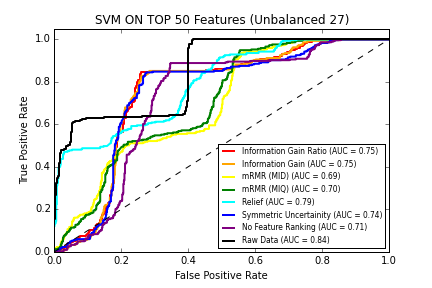 SVM ON TOP 50 Features (Unbalanced 27)
1.0
0.8
0.6
0.4
0.2
0.0
True Positive Rate
Information Gain Ratio (AUC = 0.75)
Information Gain (AUC = 0.75)
mRMR (MID) (AUC = 0.69)
mRMR (MIQ) (AUC = 0.70)
Relief (AUC = 0.79)
Symmetric Uncertainity (AUC = 0.74)
No Feature Ranking (AUC = 0.71)
Raw Data (AUC = 0.84)
0.0 0.2 0.4 0.6 0.8 1.0
False Positive Rate